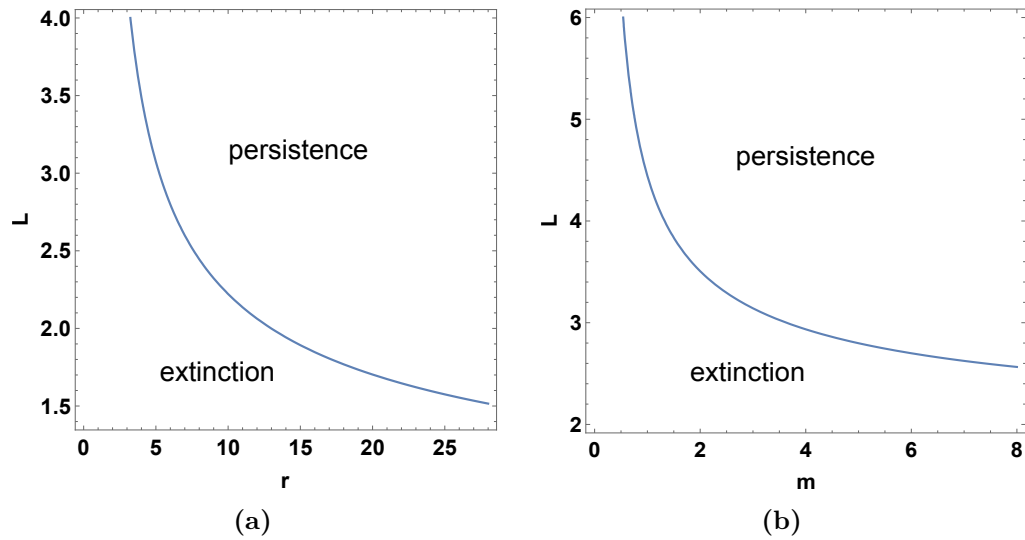 4.0
3.5
3.0
2.5
2.0
1.5
L
persistence
extinction
0 5 10 15 20 25
r
(a)
6
5
4
3
2
L
persistence
extinction
0 2 4 6 8
m
(b)